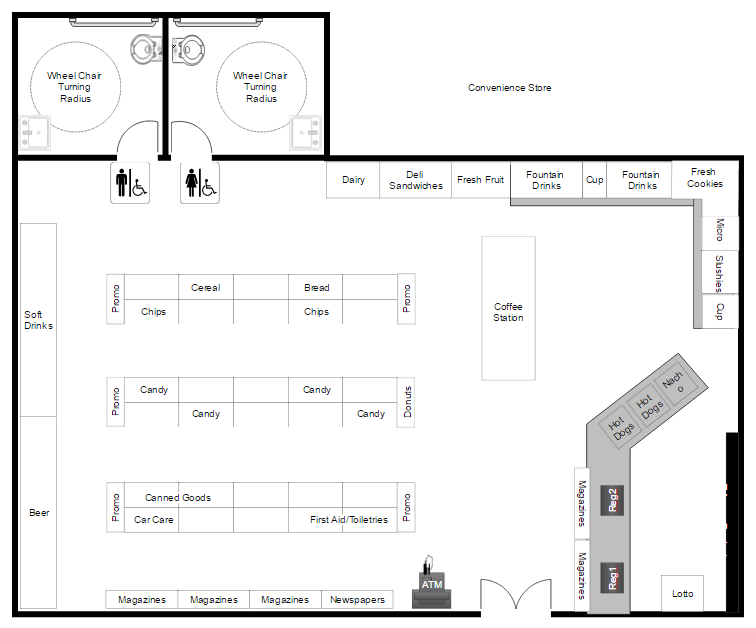 Wheel Chair
Turning
Radius
Wheel Chair
Turning
Radius
Convenience Store
Dairy
Deli
Sandwiches
Fresh Fruit
Fountain
Drinks
Cup
Fountain
Drinks
Fresh
Cookies
Micro
Slushies
Cup
Promo
Cereal
Bread
Chips
Chips
Promo
Soft
Drinks
Coffee
Station
Promo
Candy
Candy
Candy
Candy
Donuts
Nach
o
Hot
Dogs
Hot
Dogs
Beer
Promo
Canned Goods
Car Care
First Aid/Toiletries
Promo
Magazines
Reg2
Magazines
Reg1
ATM
Magazines
Magazines
Magazines
Newspapers
Lotto